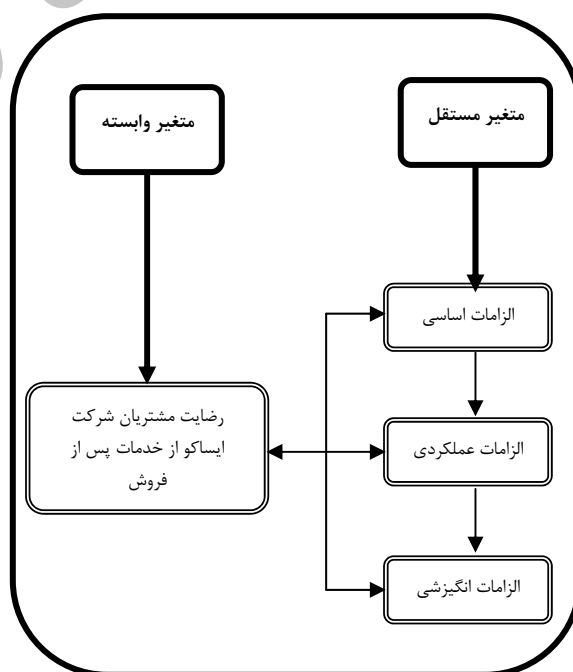 متغیر مستقل
متغیر وابسته
الزامات اساسی
رضایت مشتریان شرکت
ایساکو از خدمات پس از
فروش
الزامات عملکردی
الزامات انگیزشی